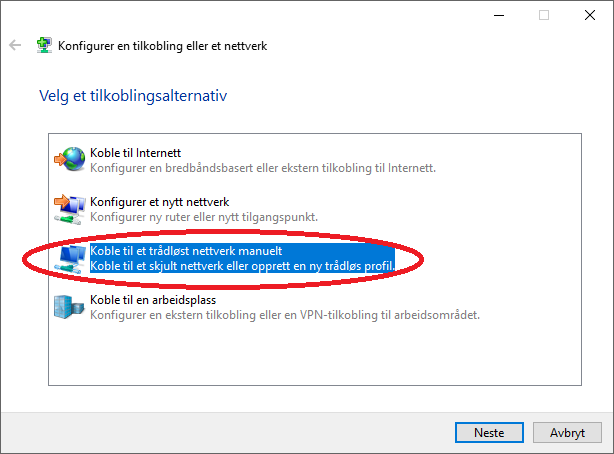 Konfigurer en tilkobling eller et nettverk
Velg et tilkoblingsalternativ
Koble til Internett
Konfigurer en bredbåndsbasert eller ekstern tilkobling til Internett.
Konfigurer et nytt nettverk
Konfigurer ny ruter eller nytt tilgangspunkt.
Koble til et trådløst nettverk manuelt
Koble til et skjult nettverk eller opprett en ny trådløs profil.
Koble til en arbeidsplass
Konfigurer en ekstern tilkobling eller en VPN-tilkobling til arbeidsområdet.
Neste
Avbryt